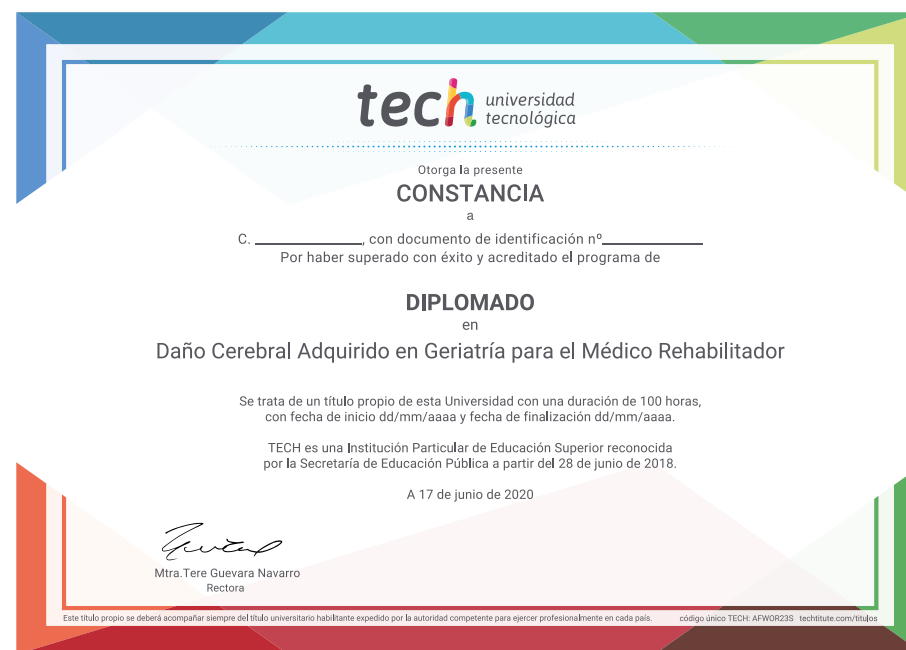 tech universidad
tecnológica
Otorga la presente
CONSTANCIA
a
C. ____________, con documento de identificación nº____________
Por haber superado con éxito y acreditado el programa de
DIPLOMADO
en
Daño Cerebral Adquirido en Geriatría para el Médico Rehabilitador
Se trata de un título propio de esta Universidad con una duración de 100 horas,
con fecha de inicio dd/mm/aaaa y fecha de finalización dd/mm/aaaa.
TECH es una Institución Particular de Educación Superior reconocida
por la Secretaría de Educación Pública a partir del 28 de junio de 2018.
A 17 de junio de 2020
Mtra.Tere Guevara Navarro
Rectora
Este título propio se deberá acompañar siempre del título universitario habilitante expedido por la autoridad competente para ejercer profesionalmente en cada país. código único TECH: AFWOR23S techtitute.com/titulos